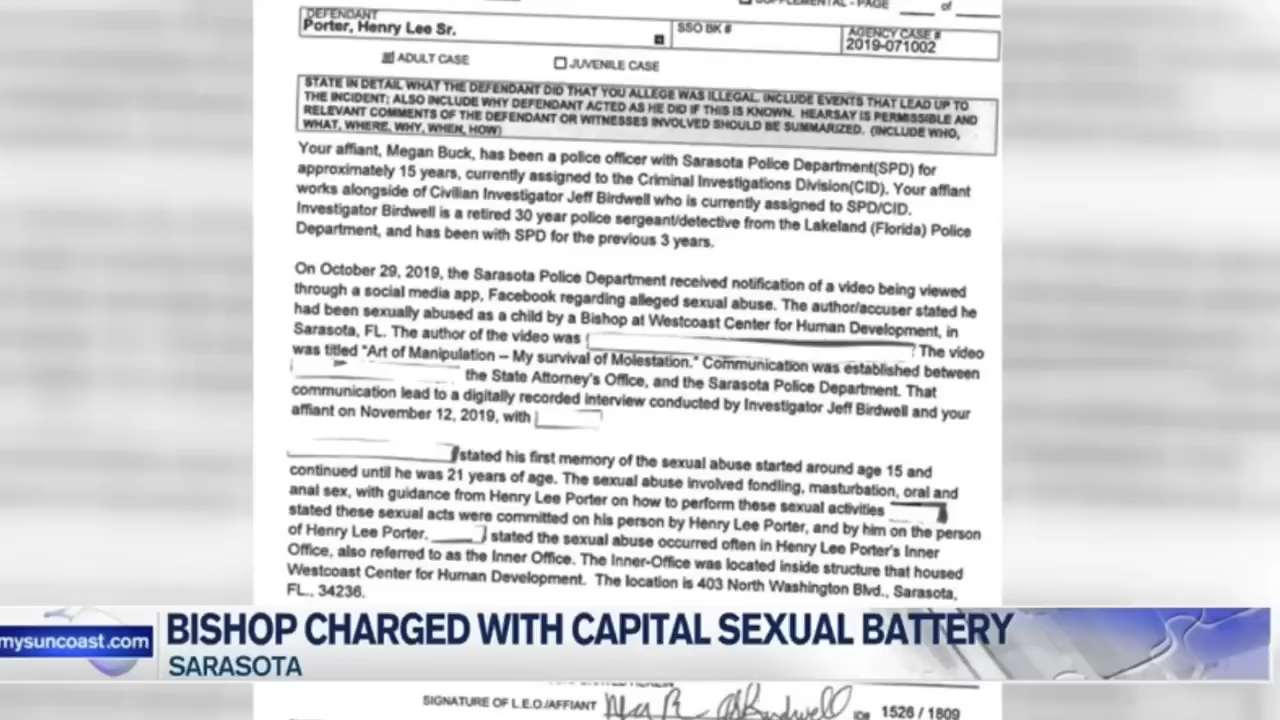 SUPPLEMENTAL - PAGE ____ of ____
DEFENDANT
Porter, Henry Lee Sr.
SSO BK #
AGENCY CASE #
2019-071002
ADULT CASE
JUVENILE CASE
STATE IN DETAIL WHAT THE DEFENDANT DID THAT YOU ALLEGE WAS ILLEGAL. INCLUDE EVENTS THAT LEAD UP TO
THE INCIDENT; ALSO INCLUDE WHY DEFENDANT ACTED AS HE DID IF THIS IS KNOWN. HEARSAY IS PERMISSIBLE AND
RELEVANT COMMENTS OF THE DEFENDANT OR WITNESSES INVOLVED SHOULD BE SUMMARIZED. (INCLUDE WHO,
WHAT, WHERE, WHY, WHEN, HOW)
Your affiant, Megan Buck, has been a police officer with Sarasota Police Department(SPD) for
approximately 15 years, currently assigned to the Criminal Investigations Division(CID). Your affiant
works alongside of Civilian Investigator Jeff Birdwell who is currently assigned to SPD/CID.
Investigator Birdwell is a retired 30 year police sergeant/detective from the Lakeland (Florida) Police
Department, and has been with SPD for the previous 3 years.
On October 29, 2019, the Sarasota Police Department received notification of a video being viewed
through a social media app, Facebook regarding alleged sexual abuse. The author/accuser stated he
had been sexually abused as a child by a Bishop at Westcoast Center for Human Development, in
Sarasota, FL. The author of the video was The video
was titled "Art of Manipulation – My survival of Molestation." Communication was established between
the State Attorney's Office, and the Sarasota Police Department. That
communication lead to a digitally recorded interview conducted by Investigator Jeff Birdwell and your
affiant on November 12, 2019, with
stated his first memory of the sexual abuse started around age 15 and
continued until he was 21 years of age. The sexual abuse involved fondling, masturbation, oral and
anal sex, with guidance from Henry Lee Porter on how to perform these sexual activities
stated these sexual acts were committed on his person by Henry Lee Porter, and by him on the person
of Henry Lee Porter. stated the sexual abuse occurred often in Henry Lee Porter's Inner
Office, also referred to as the Inner Office. The Inner-Office was located inside structure that housed
Westcoast Center for Human Development. The location is 403 North Washington Blvd., Sarasota,
FL., 34236.
mysuncoast.com
BISHOP CHARGED WITH CAPITAL SEXUAL BATTERY
SARASOTA
SIGNATURE OF L.E.O./AFFIANT
ID# 1526 / 1809